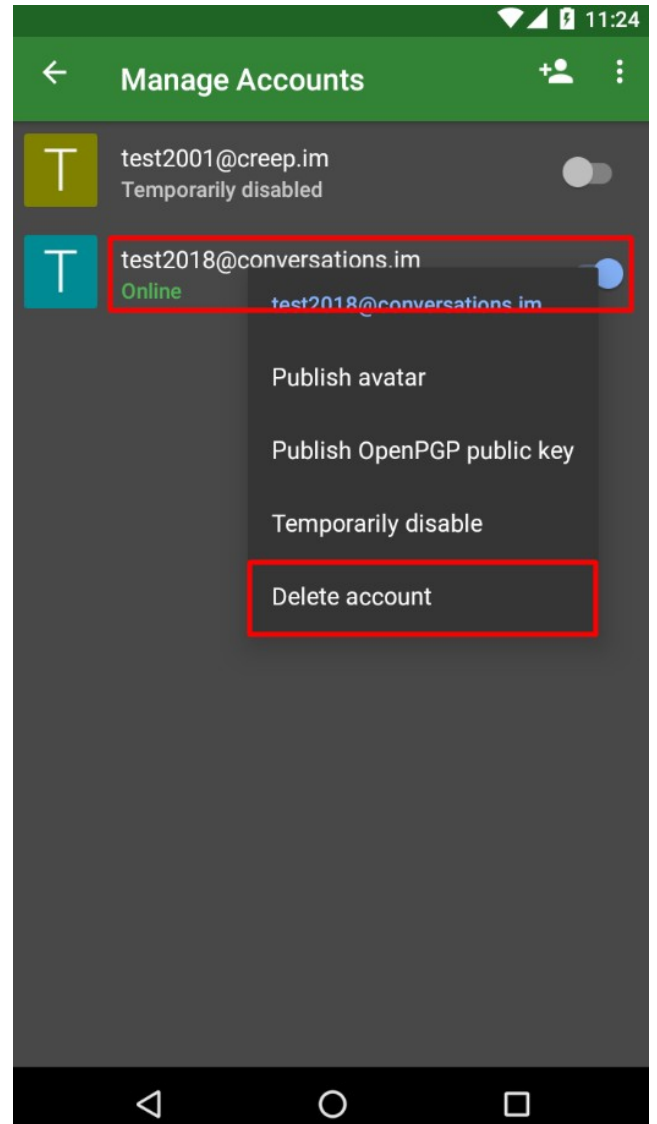 11:24
Manage Accounts
T
test2001@creep.im
Temporarily disabled
T
test2018@conversations.im
Online
test2018@conversations.im
Publish avatar
Publish OpenPGP public key
Temporarily disable
Delete account